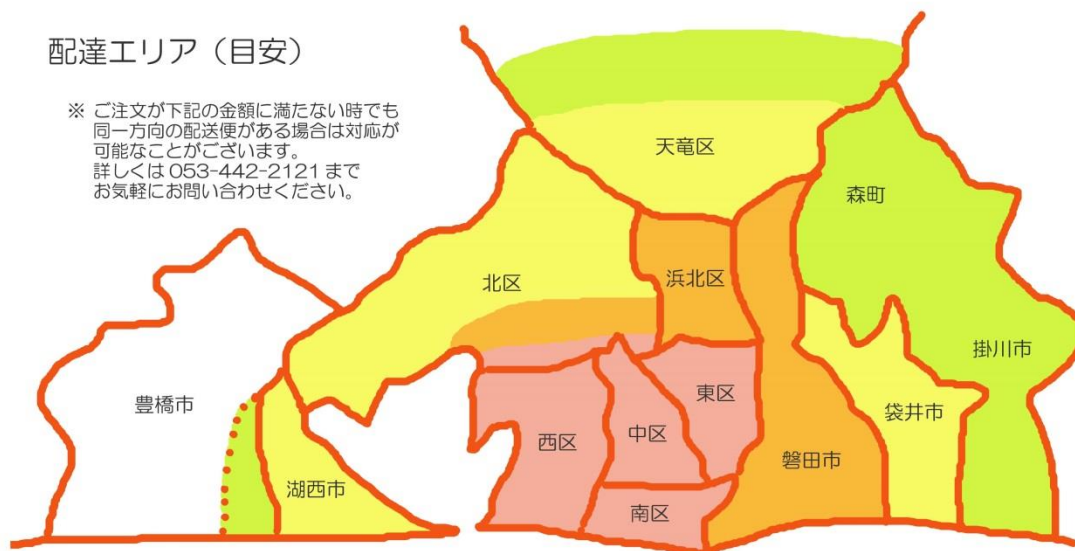 配達エリア（目安）
※ ご注文が下記の金額に満たない時でも
同一方向の配送便がある場合は対応が
可能なことがございます。
詳しくは 053-442-2121 まで
お気軽にお問い合わせください。
天竜区
森町
北区
浜北区
掛川市
豊橋市
東区
袋井市
西区
中区
磐田市
湖西市
南区